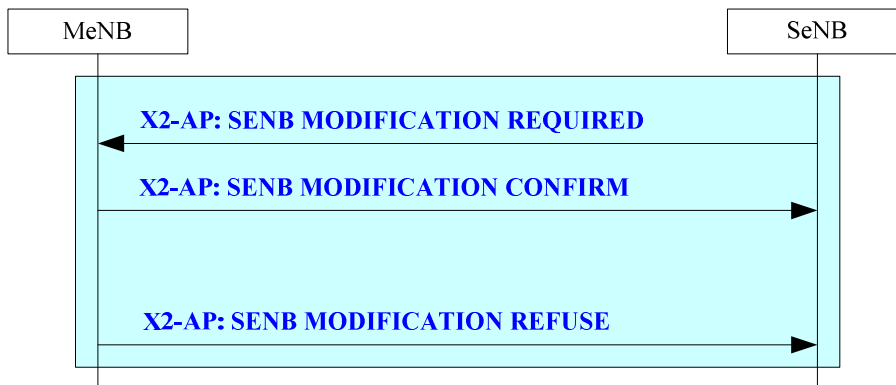 MeNB
SeNB
X2-AP: SENB MODIFICATION REQUIRED
X2-AP: SENB MODIFICATION CONFIRM
X2-AP: SENB MODIFICATION REFUSE